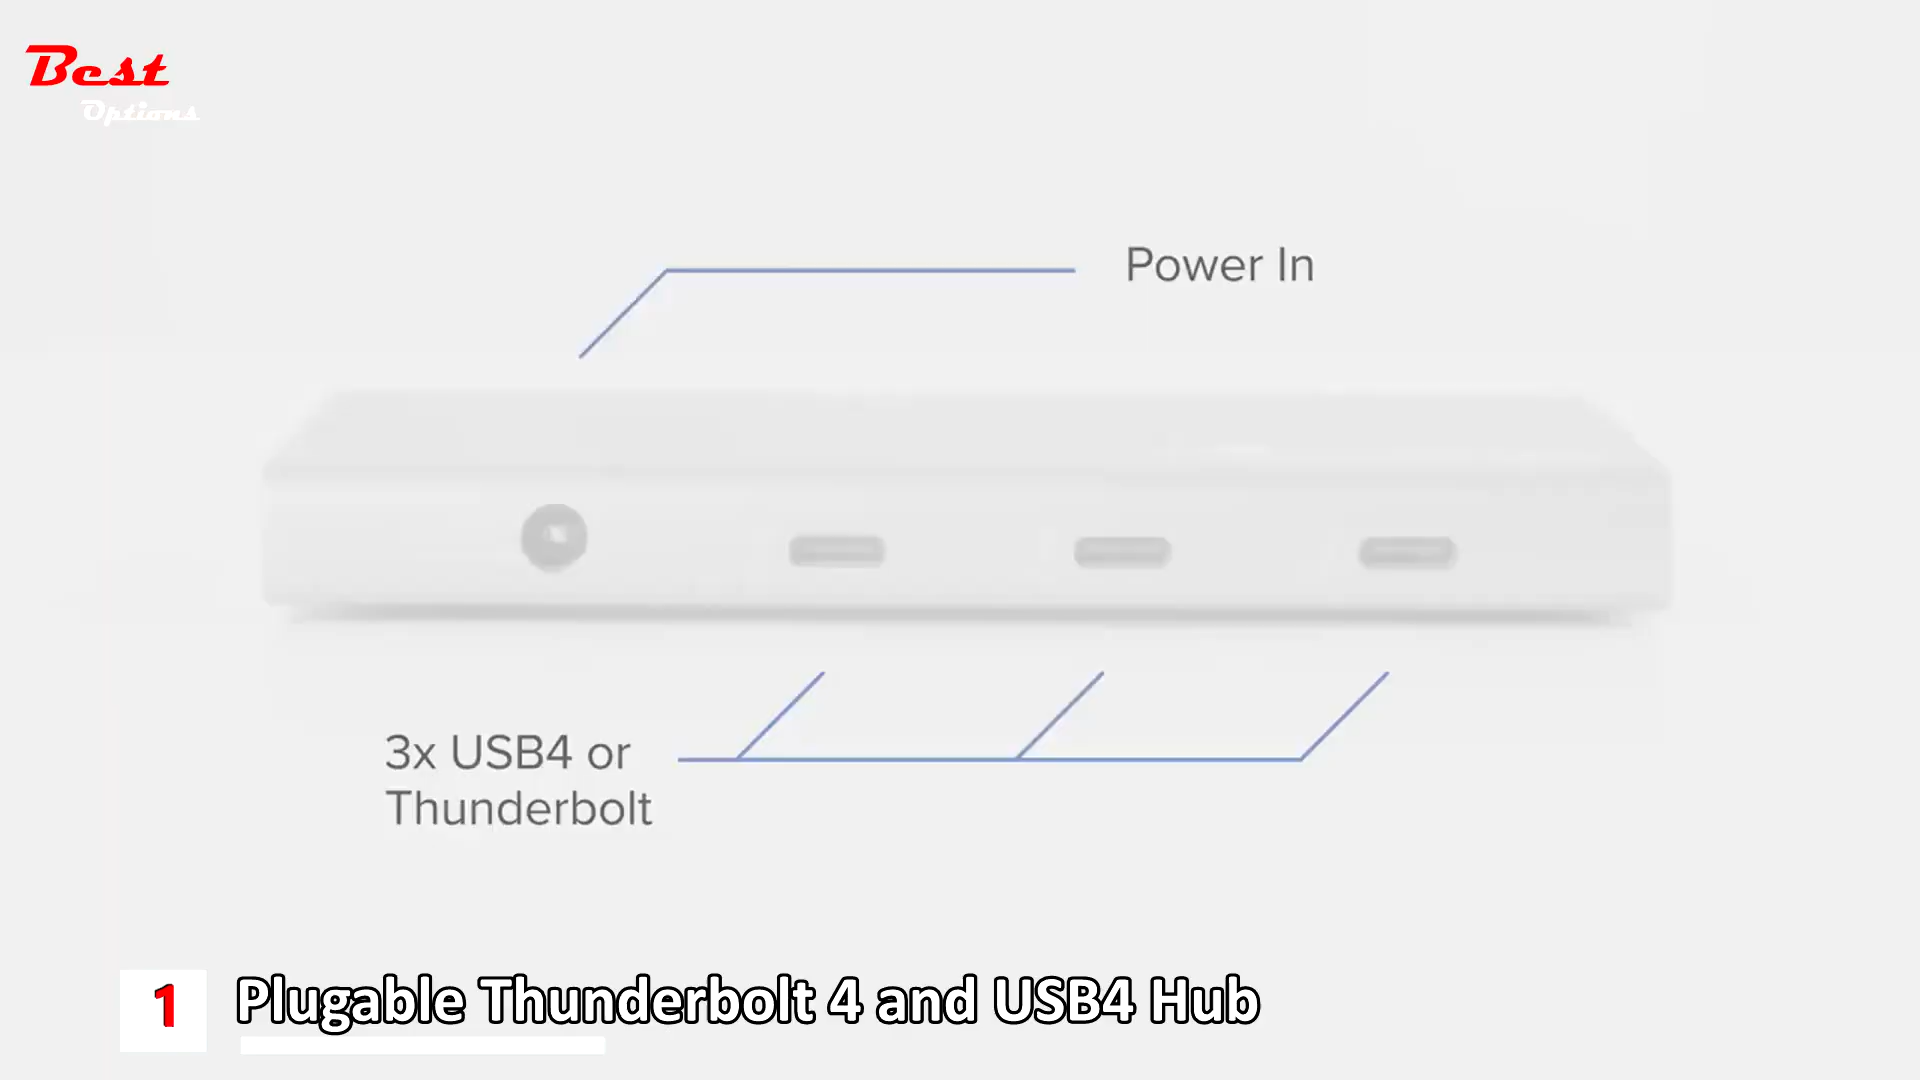 Best
Options
Power In
3x USB4 or
Thunderbolt
1 Plugable Thunderbolt 4 and USB4 Hub